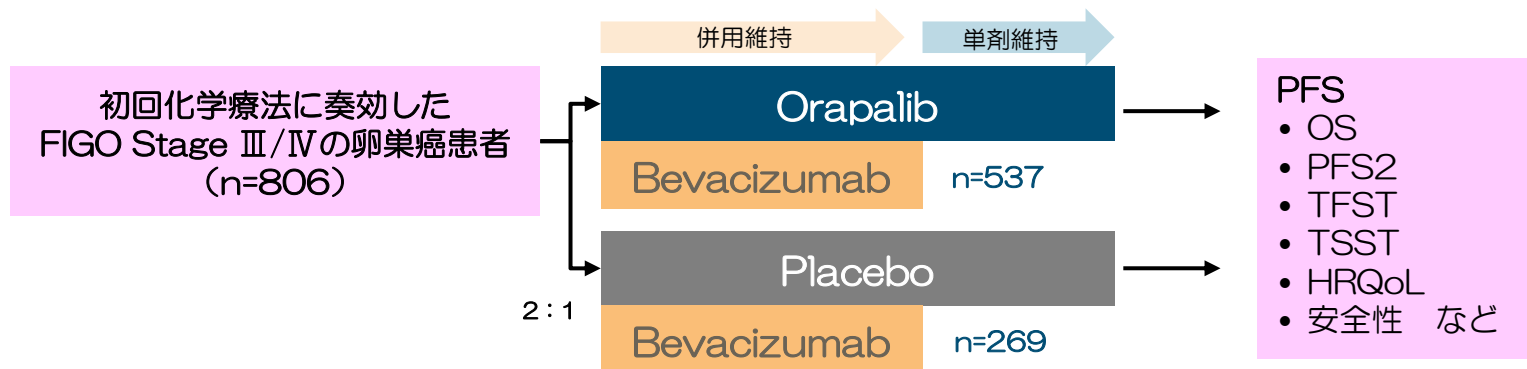 併用維持
単剤維持
初回化学療法に奏効した
FIGO Stage Ⅲ/Ⅳの卵巣癌患者
（n=806）
2：1
Orapalib
Bevacizumab
n=537
Placebo
Bevacizumab
n=269
PFS
• OS
• PFS2
• TFST
• TSST
• HRQoL
• 安全性　など